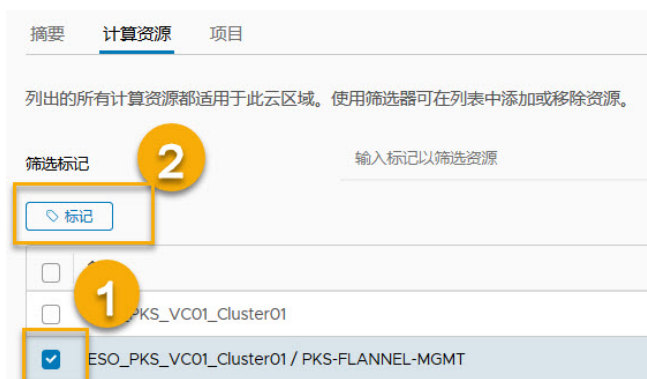 摘要 计算资源 项目
列出的所有计算资源都适用于此云区域。使用筛选器可在列表中添加或移除资源。
筛选标记 2 输入标记以筛选资源
标记
1
PKS_VC01_Cluster01
ESO_PKS_VC01_Cluster01 / PKS-FLANNEL-MGMT